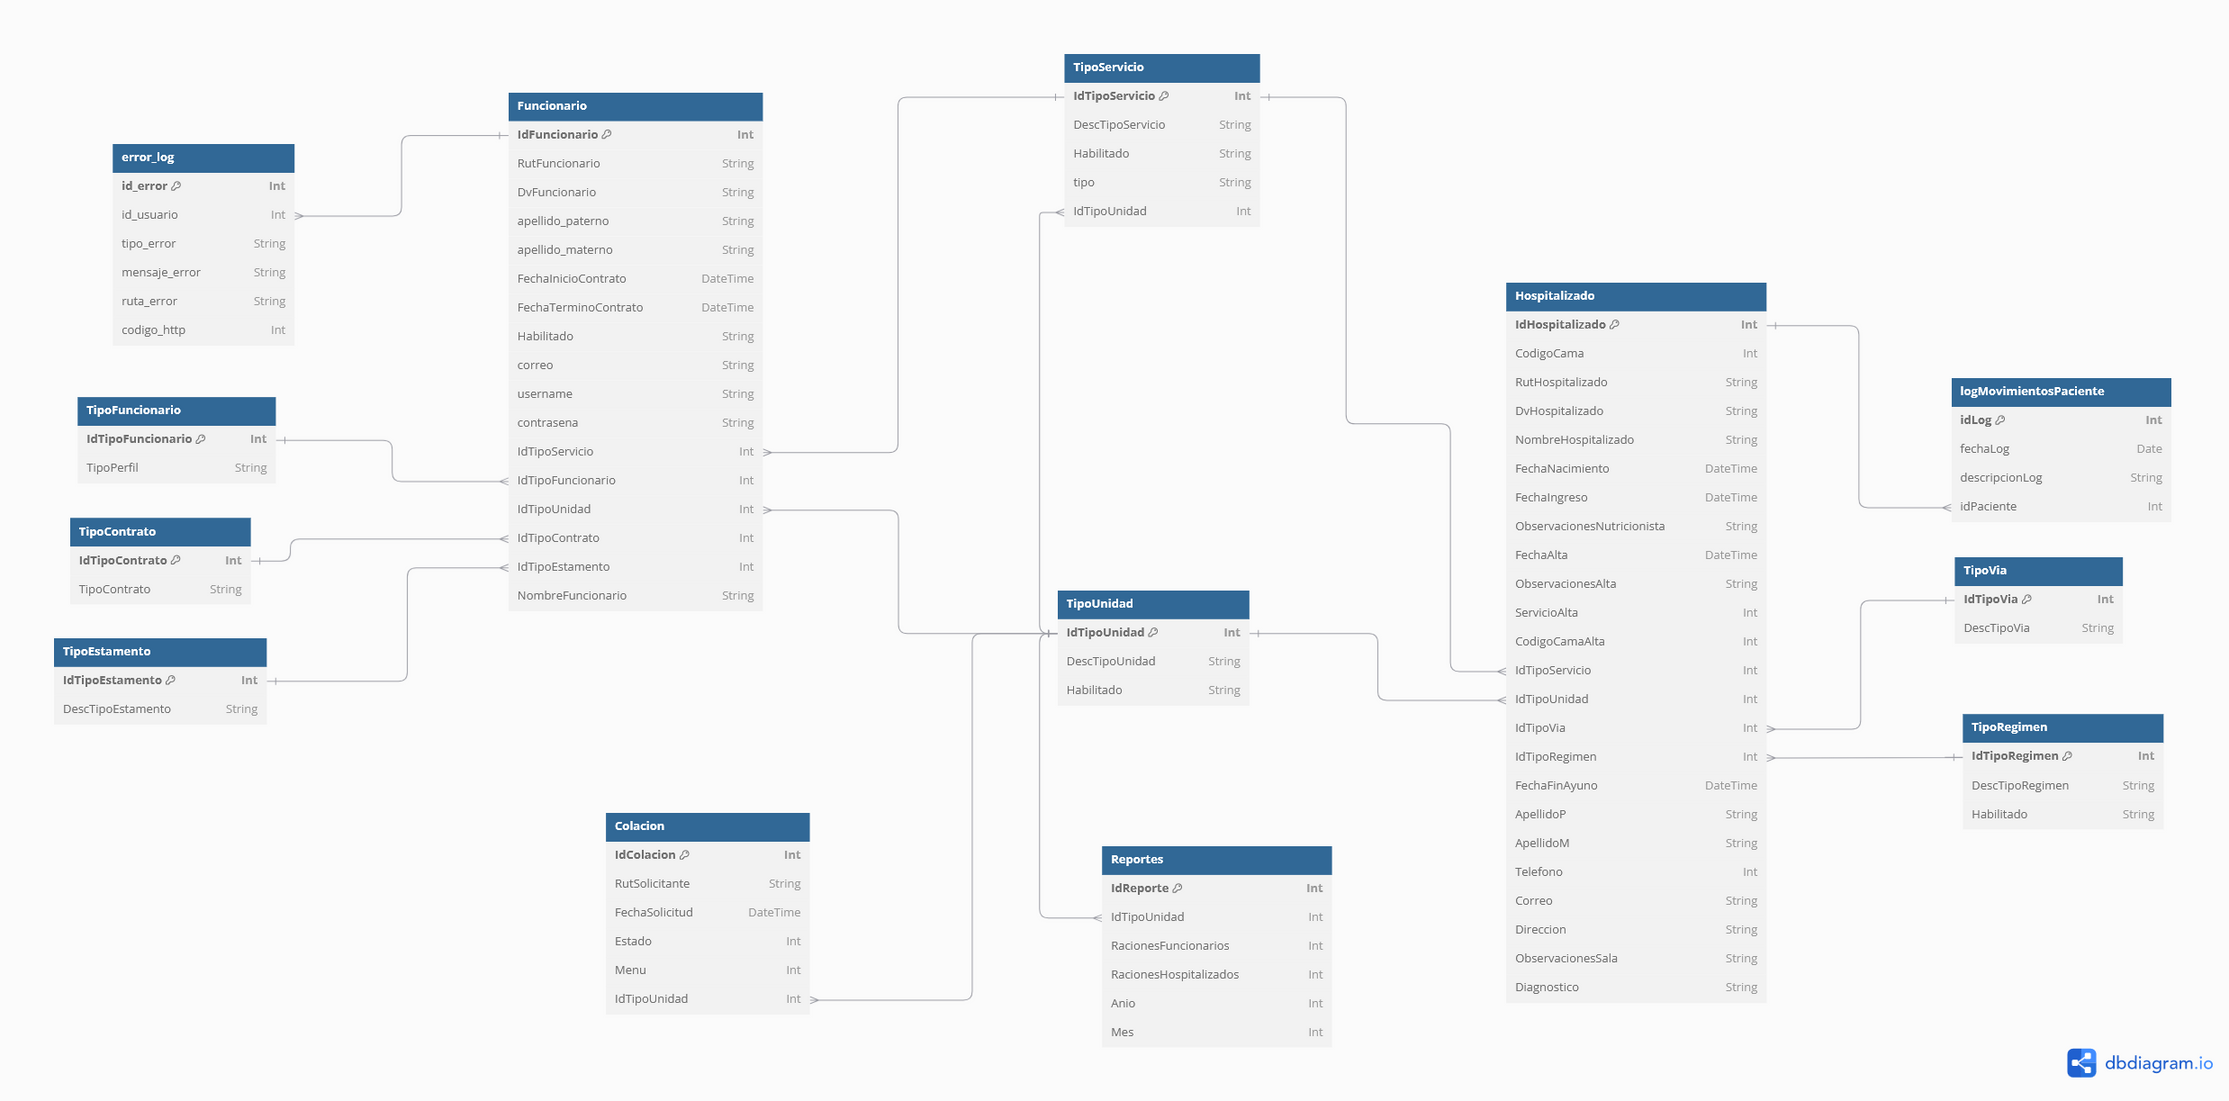 error_log
id_error Int
id_usuario Int
tipo_error String
mensaje_error String
ruta_error String
codigo_http Int
TipoFuncionario
IdTipoFuncionario Int
TipoPerfil String
TipoContrato
IdTipoContrato Int
TipoContrato String
TipoEstamento
IdTipoEstamento Int
DescTipoEstamento String
Funcionario
IdFuncionario Int
RutFuncionario String
DvFuncionario String
apellido_paterno String
apellido_materno String
FechaInicioContrato DateTime
FechaTerminoContrato DateTime
Habilitado String
correo String
username String
contrasena String
IdTipoServicio Int
IdTipoFuncionario Int
IdTipoUnidad Int
IdTipoContrato Int
IdTipoEstamento Int
NombreFuncionario String
Colacion
IdColacion Int
RutSolicitante String
FechaSolicitud DateTime
Estado Int
Menu Int
IdTipoUnidad Int
TipoServicio
IdTipoServicio Int
DescTipoServicio String
Habilitado String
tipo String
IdTipoUnidad Int
TipoUnidad
IdTipoUnidad Int
DescTipoUnidad String
Habilitado String
Reportes
IdReporte Int
IdTipoUnidad Int
RacionesFuncionarios Int
RacionesHospitalizados Int
Anio Int
Mes Int
Hospitalizado
IdHospitalizado Int
CodigoCama Int
RutHospitalizado String
DvHospitalizado String
NombreHospitalizado String
FechaNacimiento DateTime
FechaIngreso DateTime
ObservacionesNutricionista String
FechaAlta DateTime
ObservacionesAlta String
ServicioAlta Int
CodigoCamaAlta Int
IdTipoServicio Int
IdTipoUnidad Int
IdTipoVia Int
IdTipoRegimen Int
FechaFinAyuno DateTime
ApellidoP String
ApellidoM String
Telefono Int
Correo String
Direccion String
ObservacionesSala String
Diagnostico String
logMovimientosPaciente
idLog Int
fechaLog Date
descripcionLog String
idPaciente Int
TipoVia
IdTipoVia Int
DescTipoVia String
TipoRegimen
IdTipoRegimen Int
DescTipoRegimen String
Habilitado String
dbdiagram.io